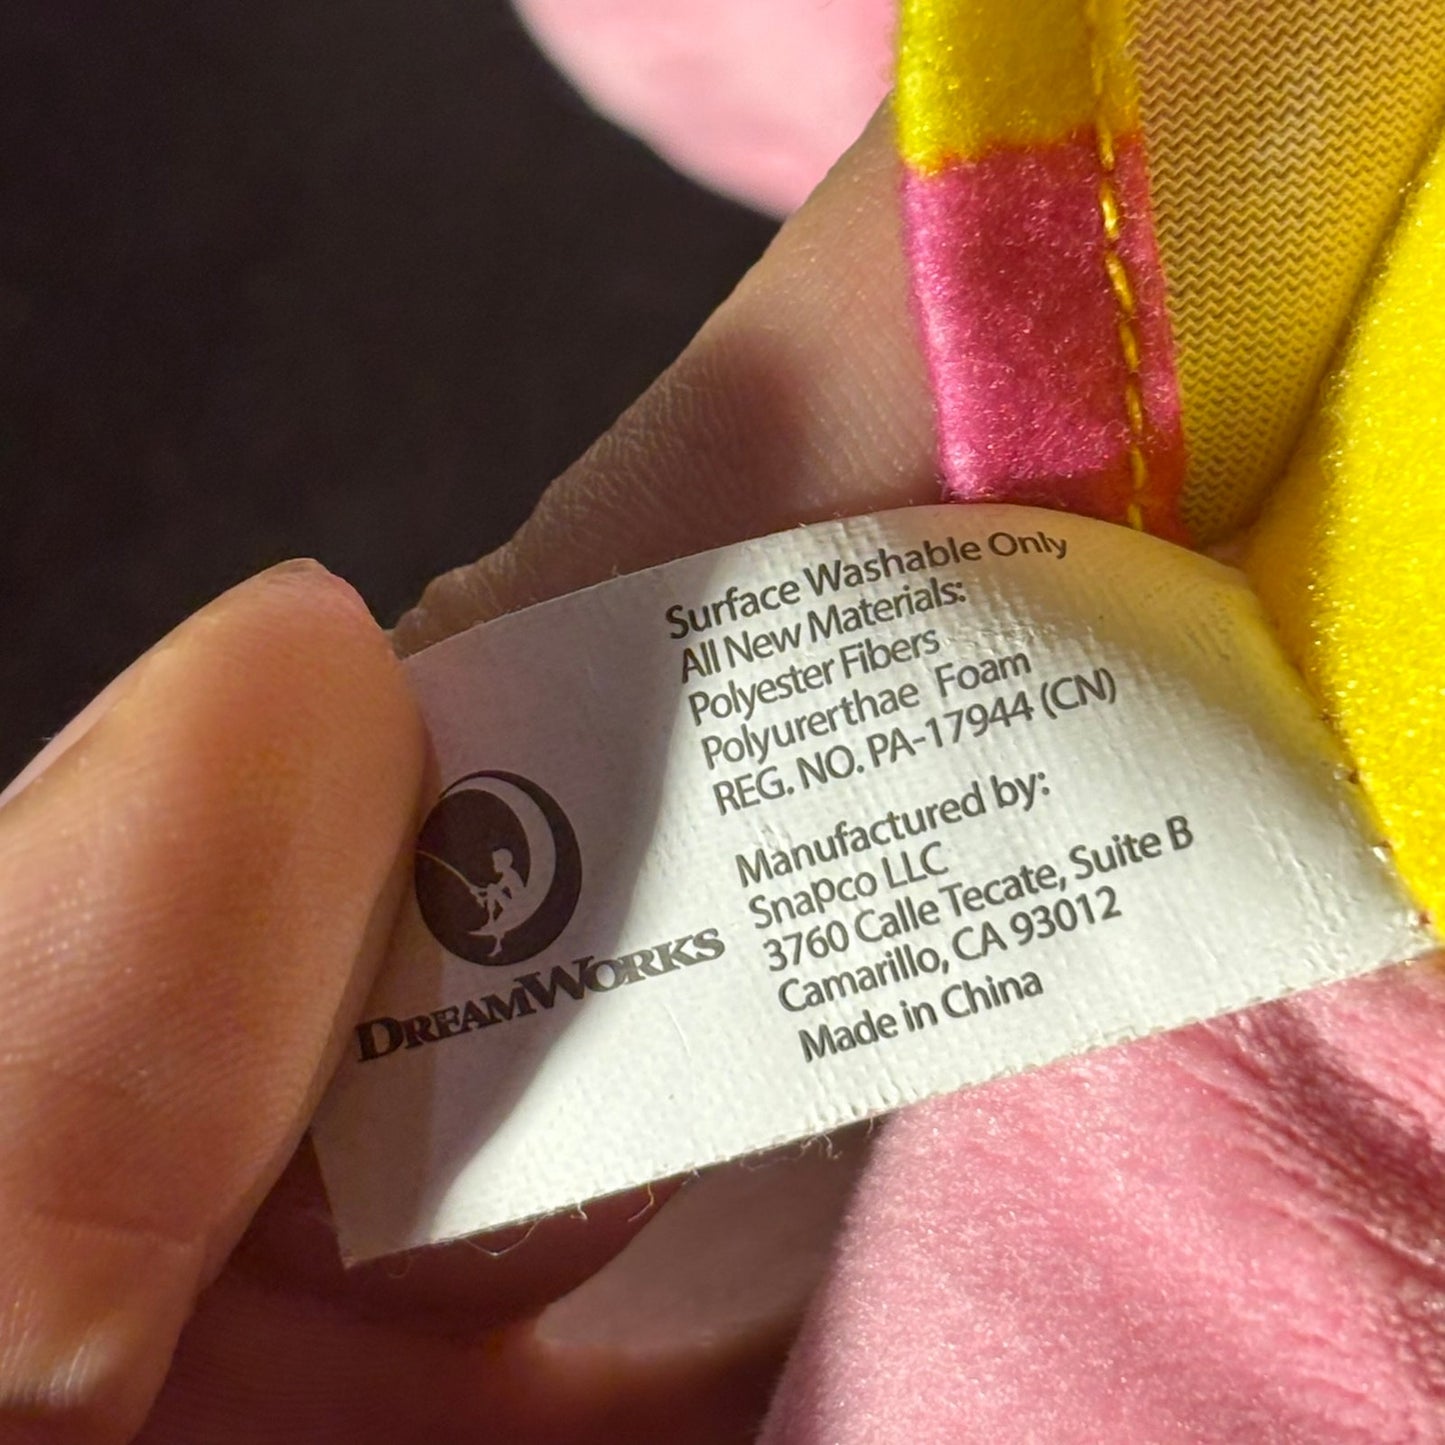 Surface Washable Only
All New Materials:
Polyester Fibers
Polyurerthae Foam
REG. NO. PA-17944 (CN)
Manufactured by:
Snapco LLC
3760 Calle Tecate, Suite B
Camarillo, CA 93012
Made in China
DREAMWORKS